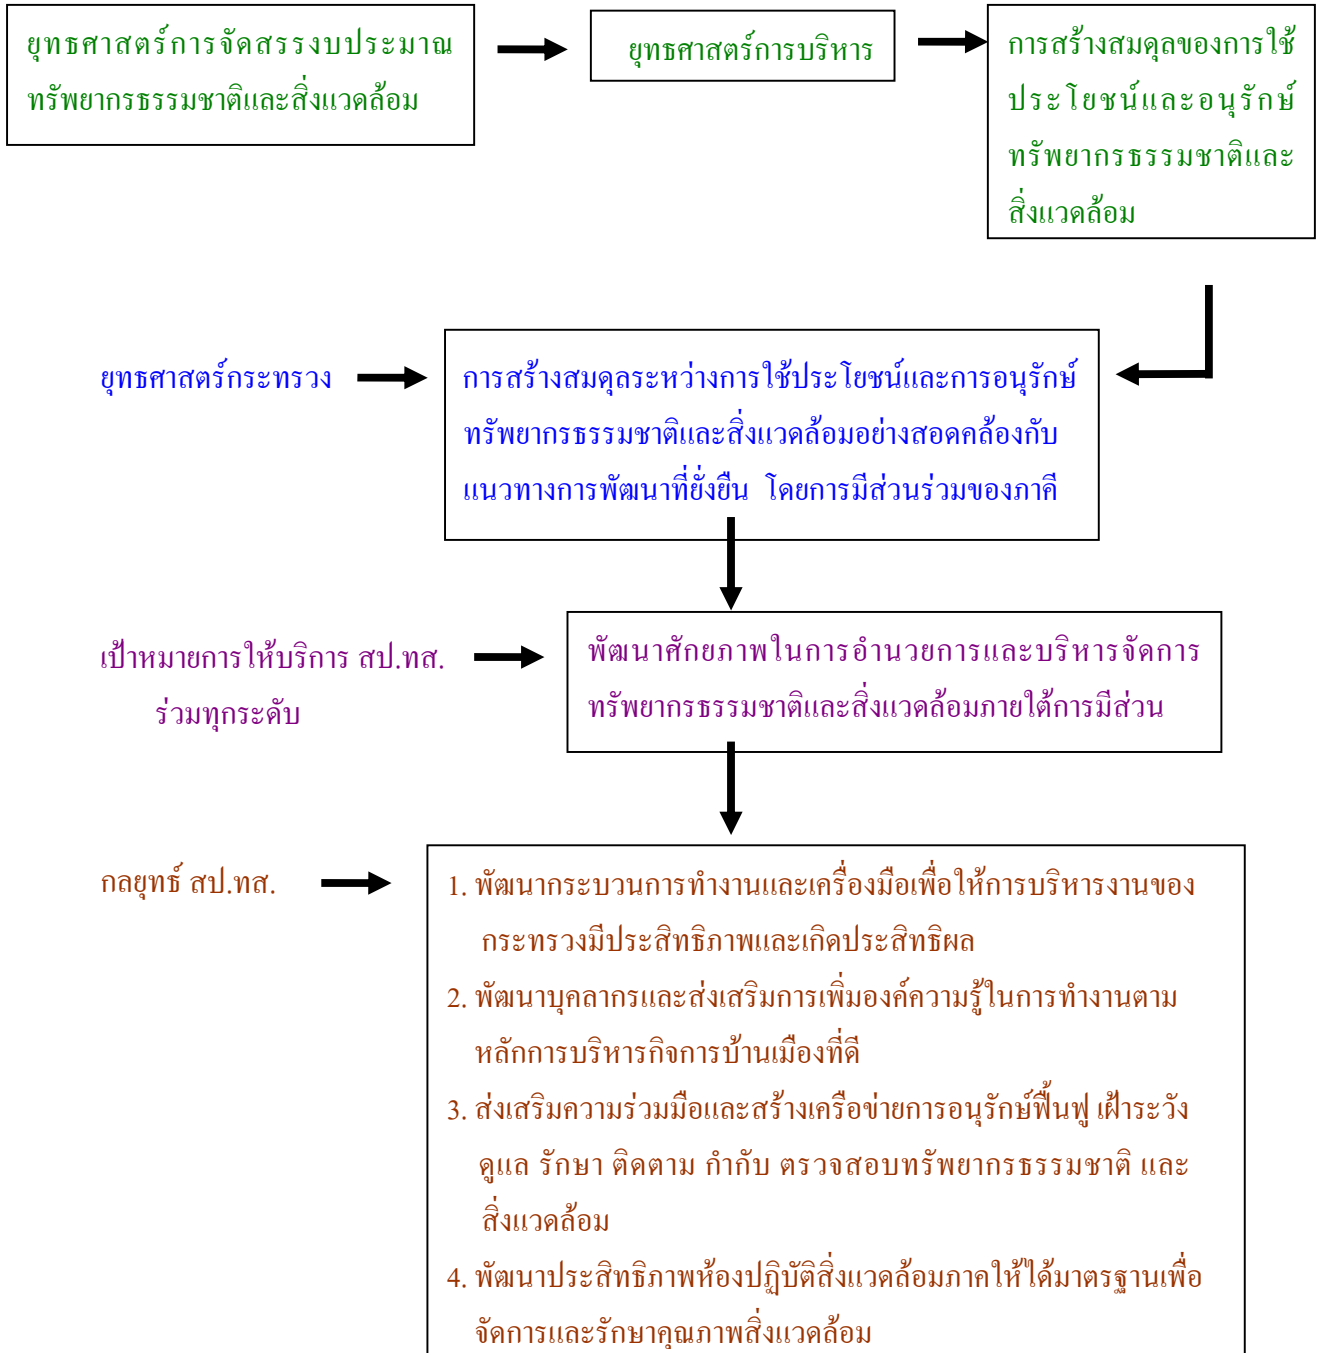 ยุทธศาสตร์การจัดสรรงบประมาณ
ทรัพยากรธรรมชาติและสิ่งแวดล้อม
ยุทธศาสตร์การบริหาร
การสร้างสมดุลของการใช้
ประโยชน์และอนุรักษ์
ทรัพยากรธรรมชาติและ
สิ่งแวดล้อม
ยุทธศาสตร์กระทรวง
การสร้างสมดุลระหว่างการใช้ประโยชน์และการอนุรักษ์
ทรัพยากรธรรมชาติและสิ่งแวดล้อมอย่างสอดคล้องกับ
แนวทางการพัฒนาที่ยั่งยืน โดยการมีส่วนร่วมของภาคี
เป้าหมายการให้บริการ สป.ทส.
ร่วมทุกระดับ
พัฒนาศักยภาพในการอำนวยการและบริหารจัดการ
ทรัพยากรธรรมชาติและสิ่งแวดล้อมภายใต้การมีส่วน
กลยุทธ์ สป.ทส.
1. พัฒนากระบวนการทำงานและเครื่องมือเพื่อให้การบริหารงานของ
กระทรวงมีประสิทธิภาพและเกิดประสิทธิผล
2. พัฒนาบุคลากรและส่งเสริมการเพิ่มองค์ความรู้ในการทำงานตาม
หลักการบริหารกิจการบ้านเมืองที่ดี
3. ส่งเสริมความร่วมมือและสร้างเครือข่ายการอนุรักษ์ฟื้นฟู เฝ้าระวัง
ดูแล รักษา ติดตาม กำกับ ตรวจสอบทรัพยากรธรรมชาติ และ
สิ่งแวดล้อม
4. พัฒนาประสิทธิภาพห้องปฏิบัติสิ่งแวดล้อมภาคให้ได้มาตรฐานเพื่อ
จัดการและรักษาคุณภาพสิ่งแวดล้อม